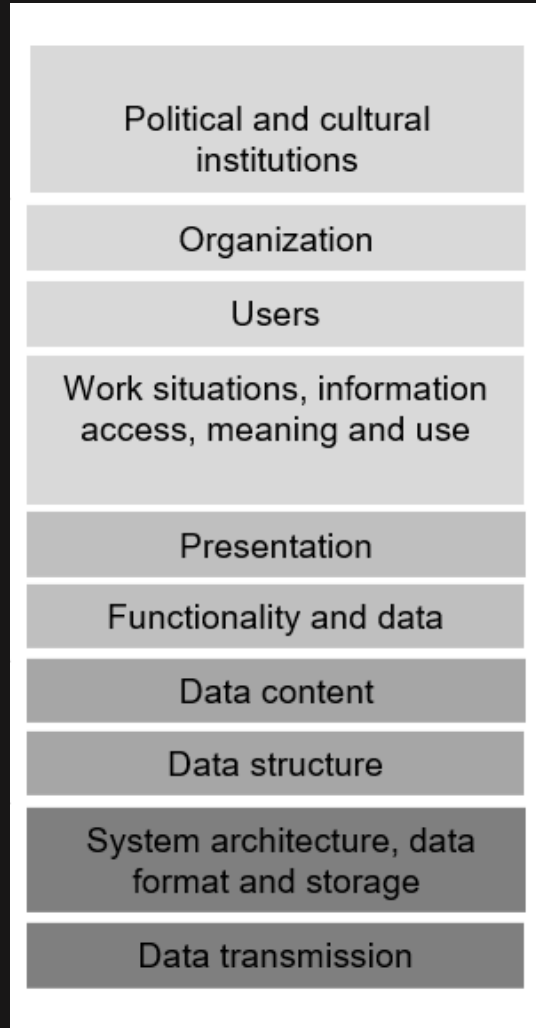 Political and cultural
institutions
Organization
Users
Work situations, information
access, meaning and use
Presentation
Functionality and data
Data content
Data structure
System architecture, data
format and storage
Data transmission